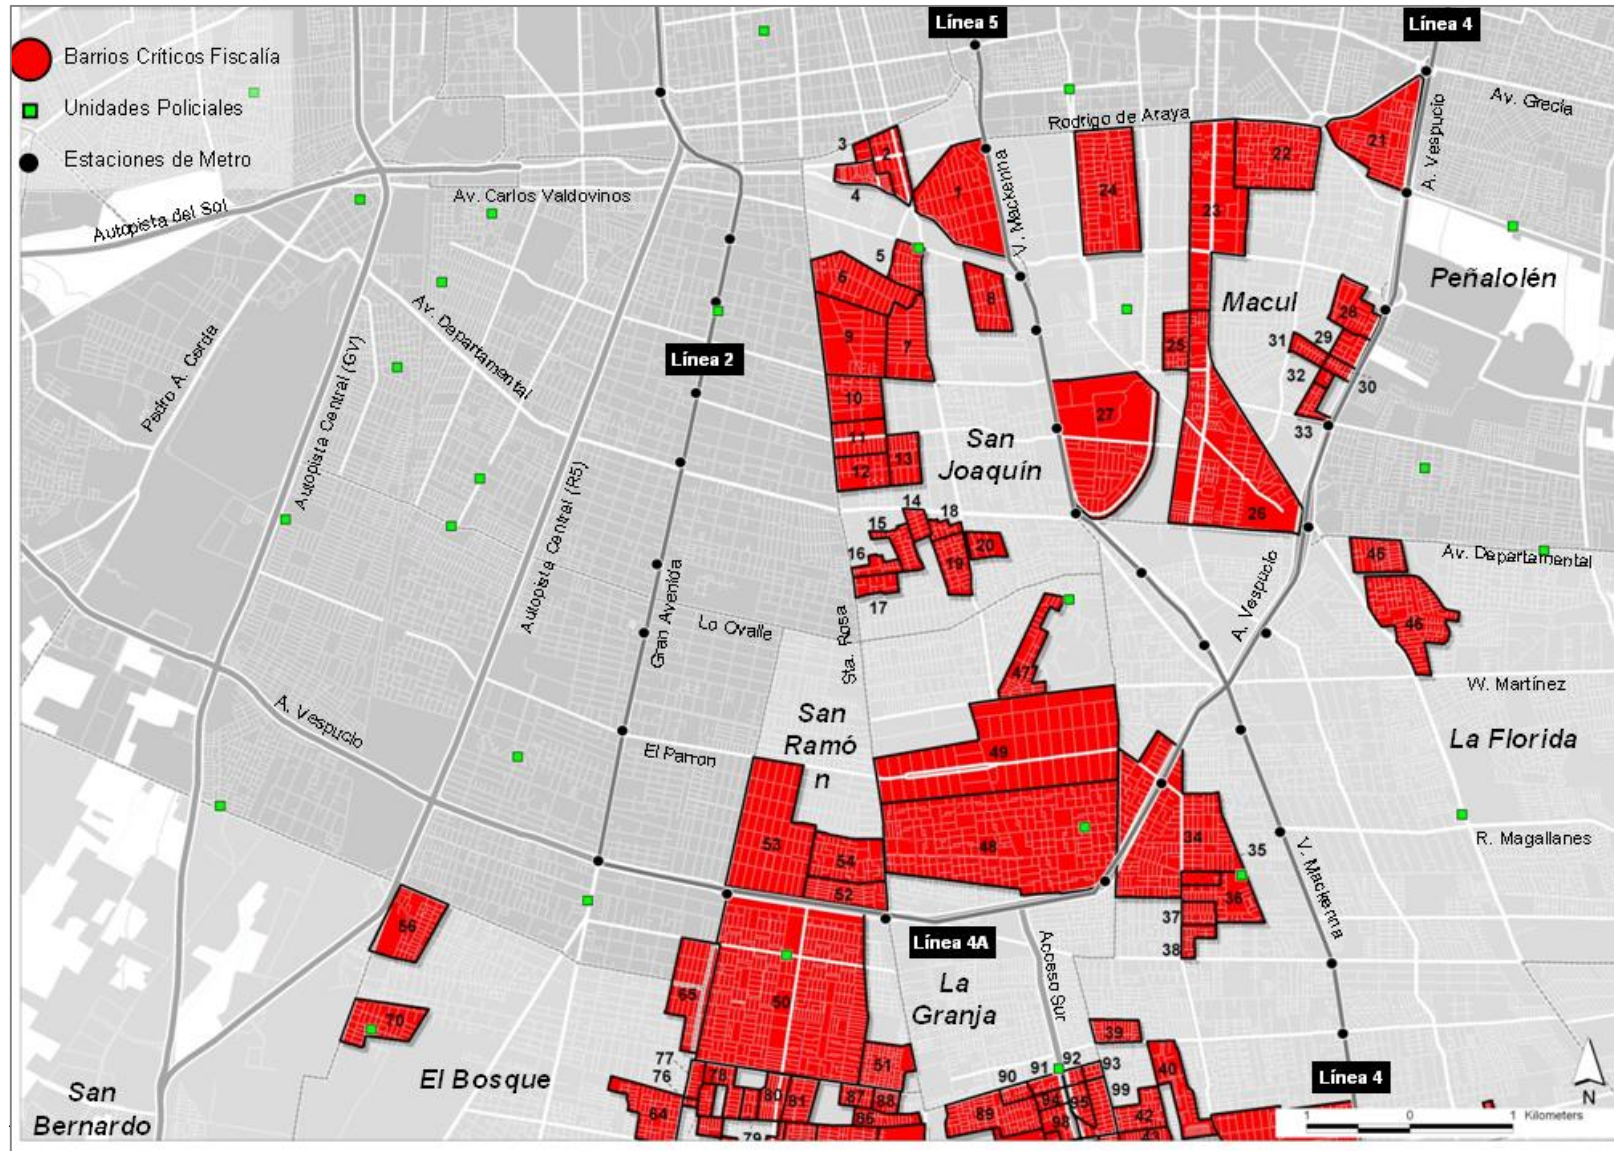 Línea 5
Línea 4
Barrios Críticos Fiscalía
Unidades Policiales
Estaciones de Metro
Av. Grecia
Rodrigo de Araya
A. Vespucio
21
22
3
2
4
1
24
23
V. Mackenna
Av. Carlos Valdovinos
Autopista del Sol
5
6
8
Peñalolén
Macul
28
Av. Departamental
Pedro A. Cerda
Autopista Central (GV)
Línea 2
9
7
25
31
29
32
30
10
27
33
11
San
Joaquín
12
13
Autopista Central (R5)
14
18
15
26
16
20
19
45
Av. Departamental
17
Gran Avenida
Lo Ovalle
Sta. Rosa
A. Vespucio
46
477
W. Martínez
A. Vespucio
San
Ramó
n
El Parron
49
La Florida
53
54
48
34
35
R. Magallanes
V. Mackenna
52
36
56
37
38
Línea 4A
Acceso Sur
La
Granja
65
50
70
39
El Bosque
51
77
76
78
90
91
92
93
99
40
Línea 4
San
Bernardo
64
80
81
87
88
86
79
89
94
95
98
42
43
N
1
0
1
Kilometers